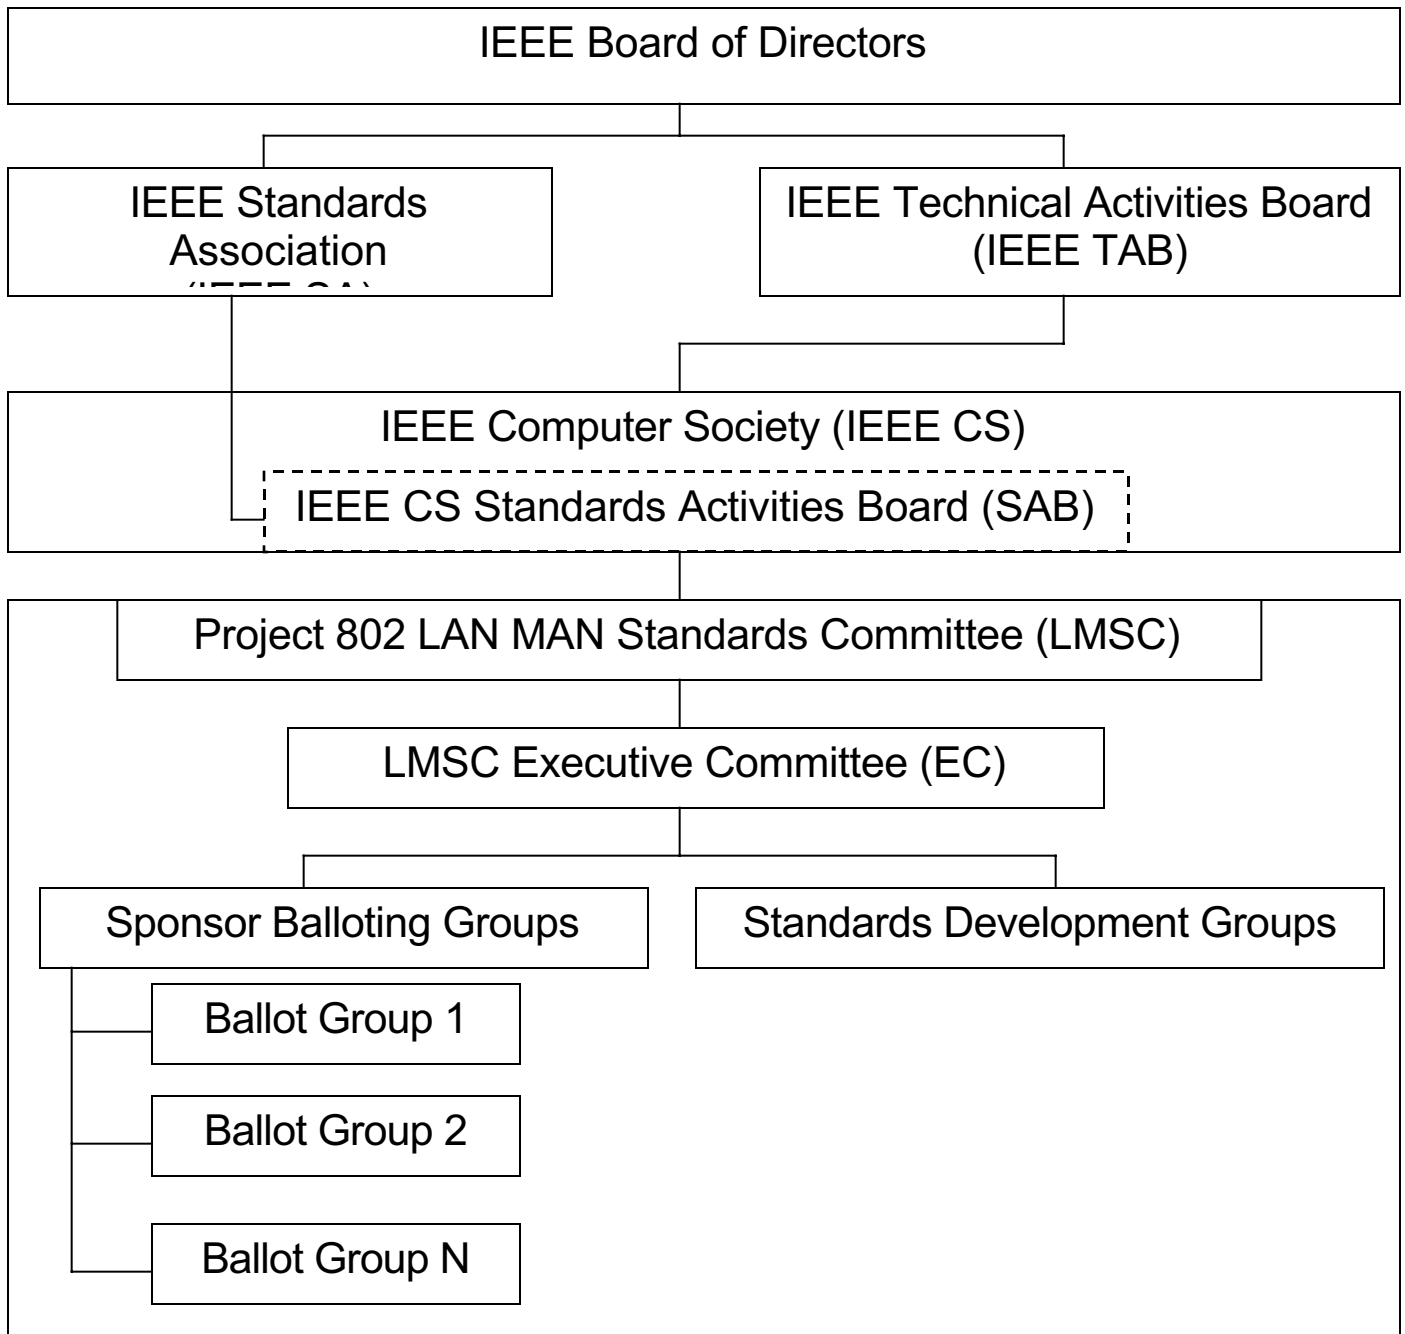 IEEE Board of Directors
IEEE Standards
Association
IEEE Technical Activities Board
(IEEE TAB)
IEEE Computer Society (IEEE CS)
IEEE CS Standards Activities Board (SAB)
Project 802 LAN MAN Standards Committee (LMSC)
LMSC Executive Committee (EC)
Sponsor Balloting Groups
Standards Development Groups
Ballot Group 1
Ballot Group 2
Ballot Group N